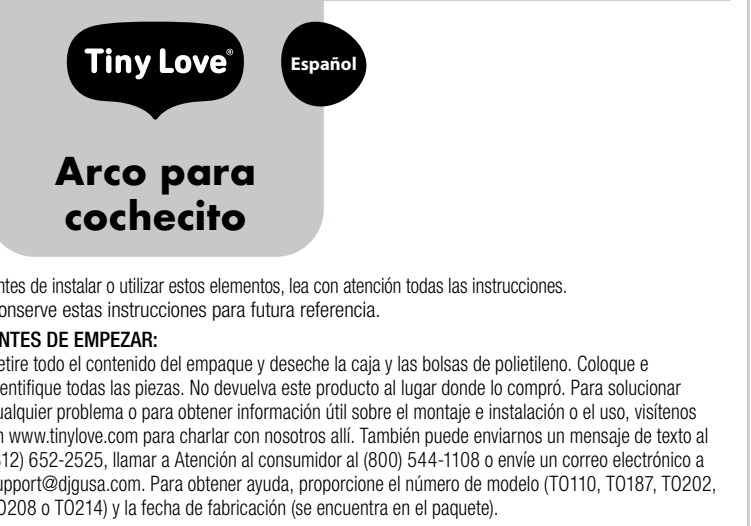 Tiny Love®
Español
Arco para
cochecito
ntes de instalar o utilizar estos elementos, lea con atención todas las instrucciones.
onserve estas instrucciones para futura referencia.
NTES DE EMPEZAR:
etire todo el contenido del empaque y deseche la caja y las bolsas de polietileno. Coloque e
entifique todas las piezas. No devuelva este producto al lugar donde lo compró. Para solucionar
ualquier problema o para obtener información útil sobre el montaje e instalación o el uso, visítenos
n www.tinylove.com para charlar con nosotros allí. También puede enviarnos un mensaje de texto al
12) 652-2525, llamar a Atención al consumidor al (800) 544-1108 o envíe un correo electrónico a
upport@djgusa.com. Para obtener ayuda, proporcione el número de modelo (TO110, TO187, TO202,
O208 o TO214) y la fecha de fabricación (se encuentra en el paquete).